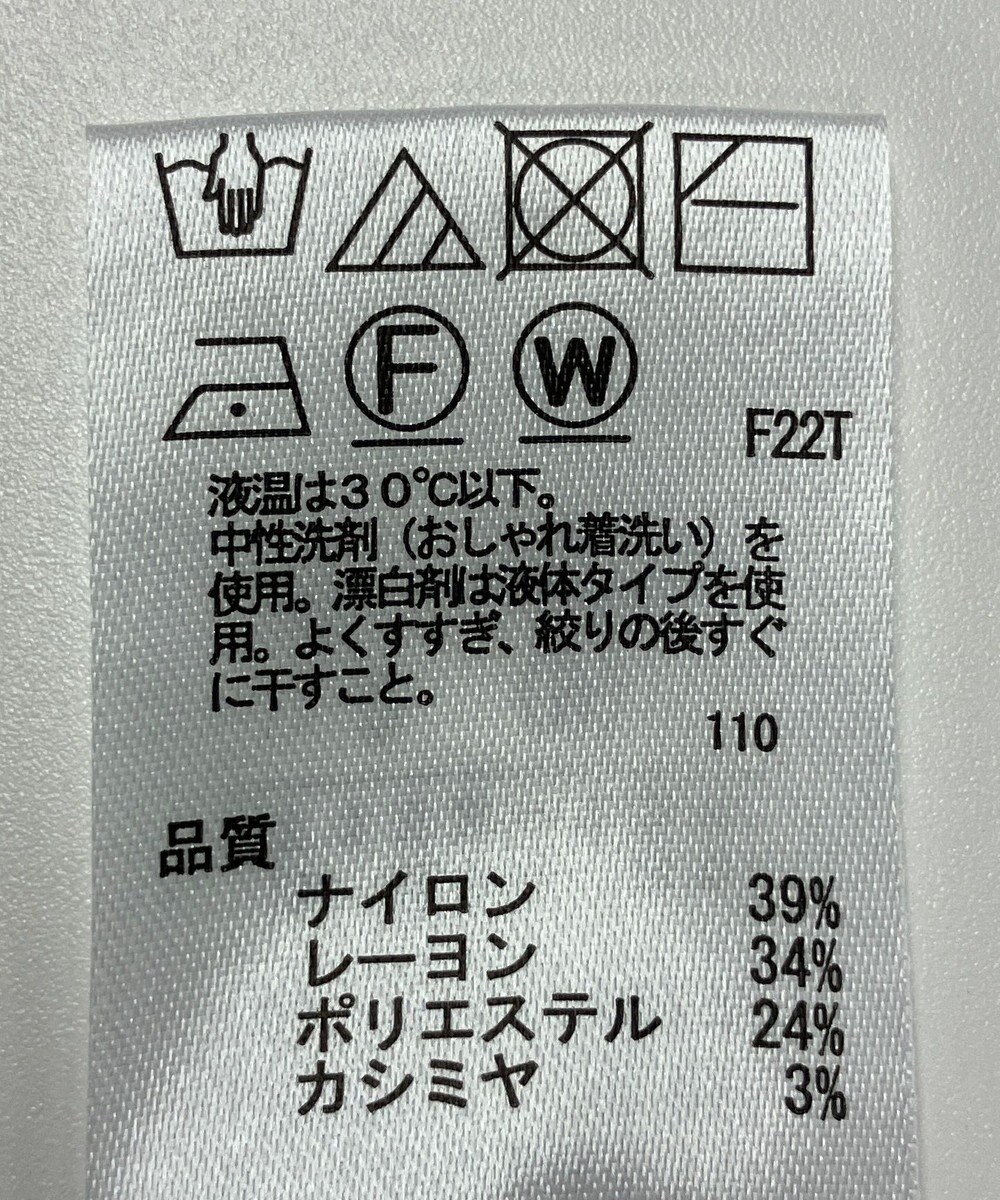 F W
F22T
液温は30℃以下。
中性洗剤（おしゃれ着洗い）を
使用。漂白剤は液体タイプを使
用。よくすすぎ、絞りの後すぐ
に干すこと。
110
品質
ナイロン 39%
レーヨン 34%
ポリエステル 24%
カシミヤ 3%